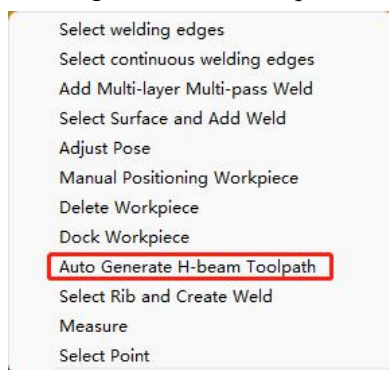 Select welding edges
Select continuous welding edges
Add Multi-layer Multi-pass Weld
Select Surface and Add Weld
Adjust Pose
Manual Positioning Workpiece
Delete Workpiece
Dock Workpiece
Auto Generate H-beam Toolpath
Select Rib and Create Weld
Measure
Select Point